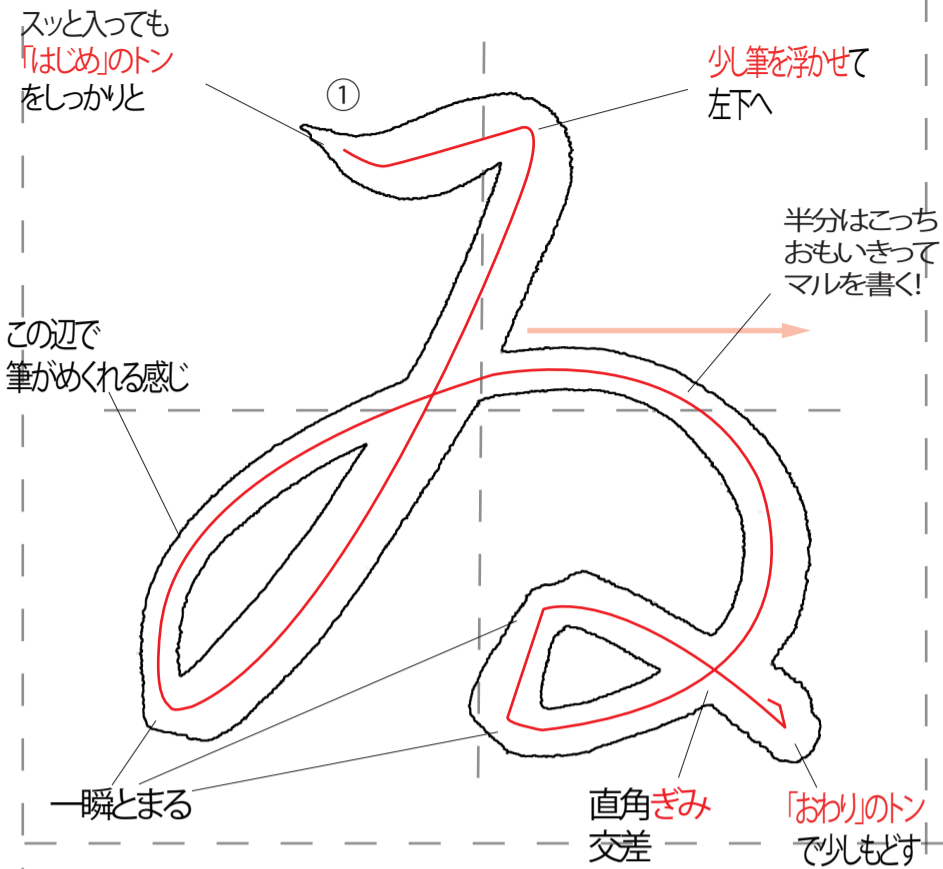 スッと入っても
「はじめ」のトン
をしっかりと
①
少し筆を浮かせて
左下へ
半分はこっち
おもいきって
マルを書く!
この辺で
筆がめくれる感じ
一瞬とまる
直角ぎみ
交差
「おわり」のトン
で少しもどす